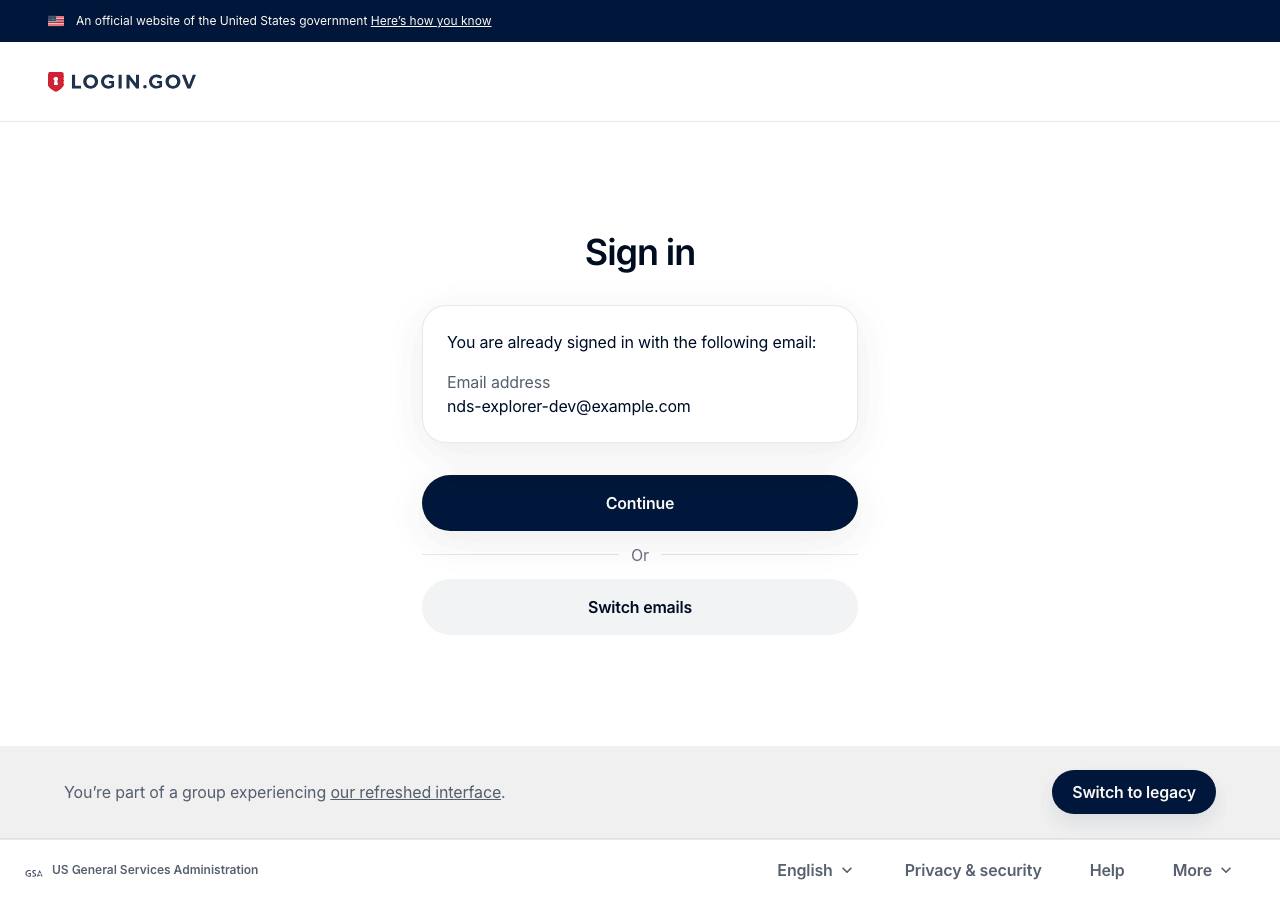 An official website of the United States government Here’s how you know
LOGIN.GOV
Sign in
You are already signed in with the following email:
Email address
nds-explorer-dev@example.com
Continue
Or
Switch emails
You’re part of a group experiencing our refreshed interface.
Switch to legacy
GSA US General Services Administration
English
Privacy & security
Help
More